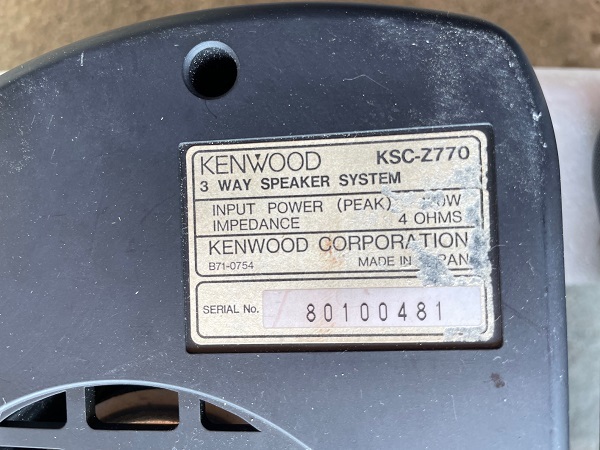 KENWOOD KSC-Z770
3 WAY SPEAKER SYSTEM
INPUT POWER (PEAK)
IMPEDANCE 4 OHMS
KENWOOD CORPORATION
B71-0754 MADE IN
SERIAL No. 80100481